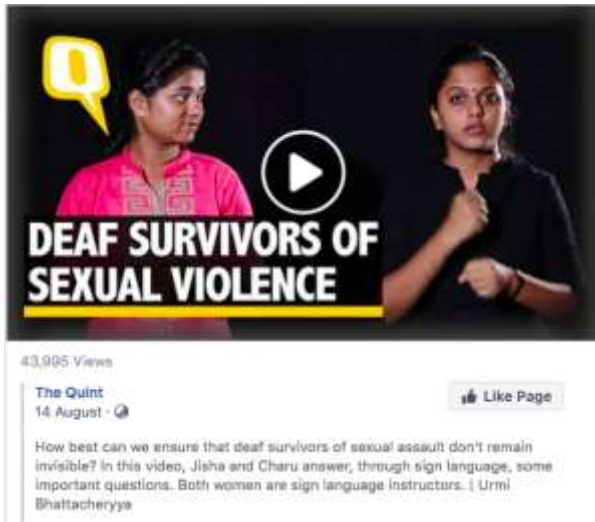 Q
DEAF SURVIVORS OF
SEXUAL VIOLENCE
43,995 Views
The Quint
14 August ·
Like Page
How best can we ensure that deaf survivors of sexual assault don't remain
invisible? In this video, Jisha and Charu answer, through sign language, some
important questions. Both women are sign language instructors. | Urmi
Bhattacheryya